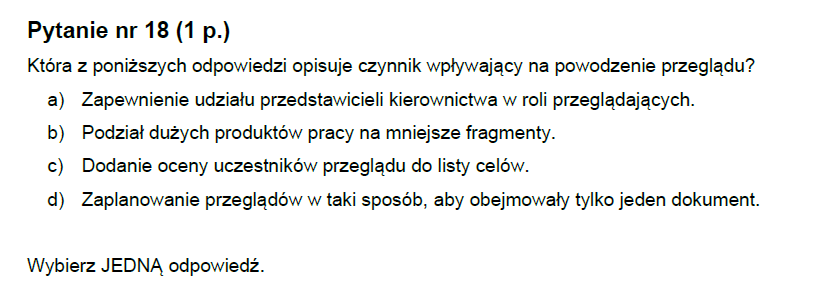 Pytanie nr 18 (1 p.)
Która z poniższych odpowiedzi opisuje czynnik wpływający na powodzenie przeglądu?
a) Zapewnienie udziału przedstawicieli kierownictwa w roli przeglądających.
b) Podział dużych produktów pracy na mniejsze fragmenty.
c) Dodanie oceny uczestników przeglądu do listy celów.
d) Zaplanowanie przeglądów w taki sposób, aby obejmowały tylko jeden dokument.
Wybierz JEDNĄ odpowiedź.